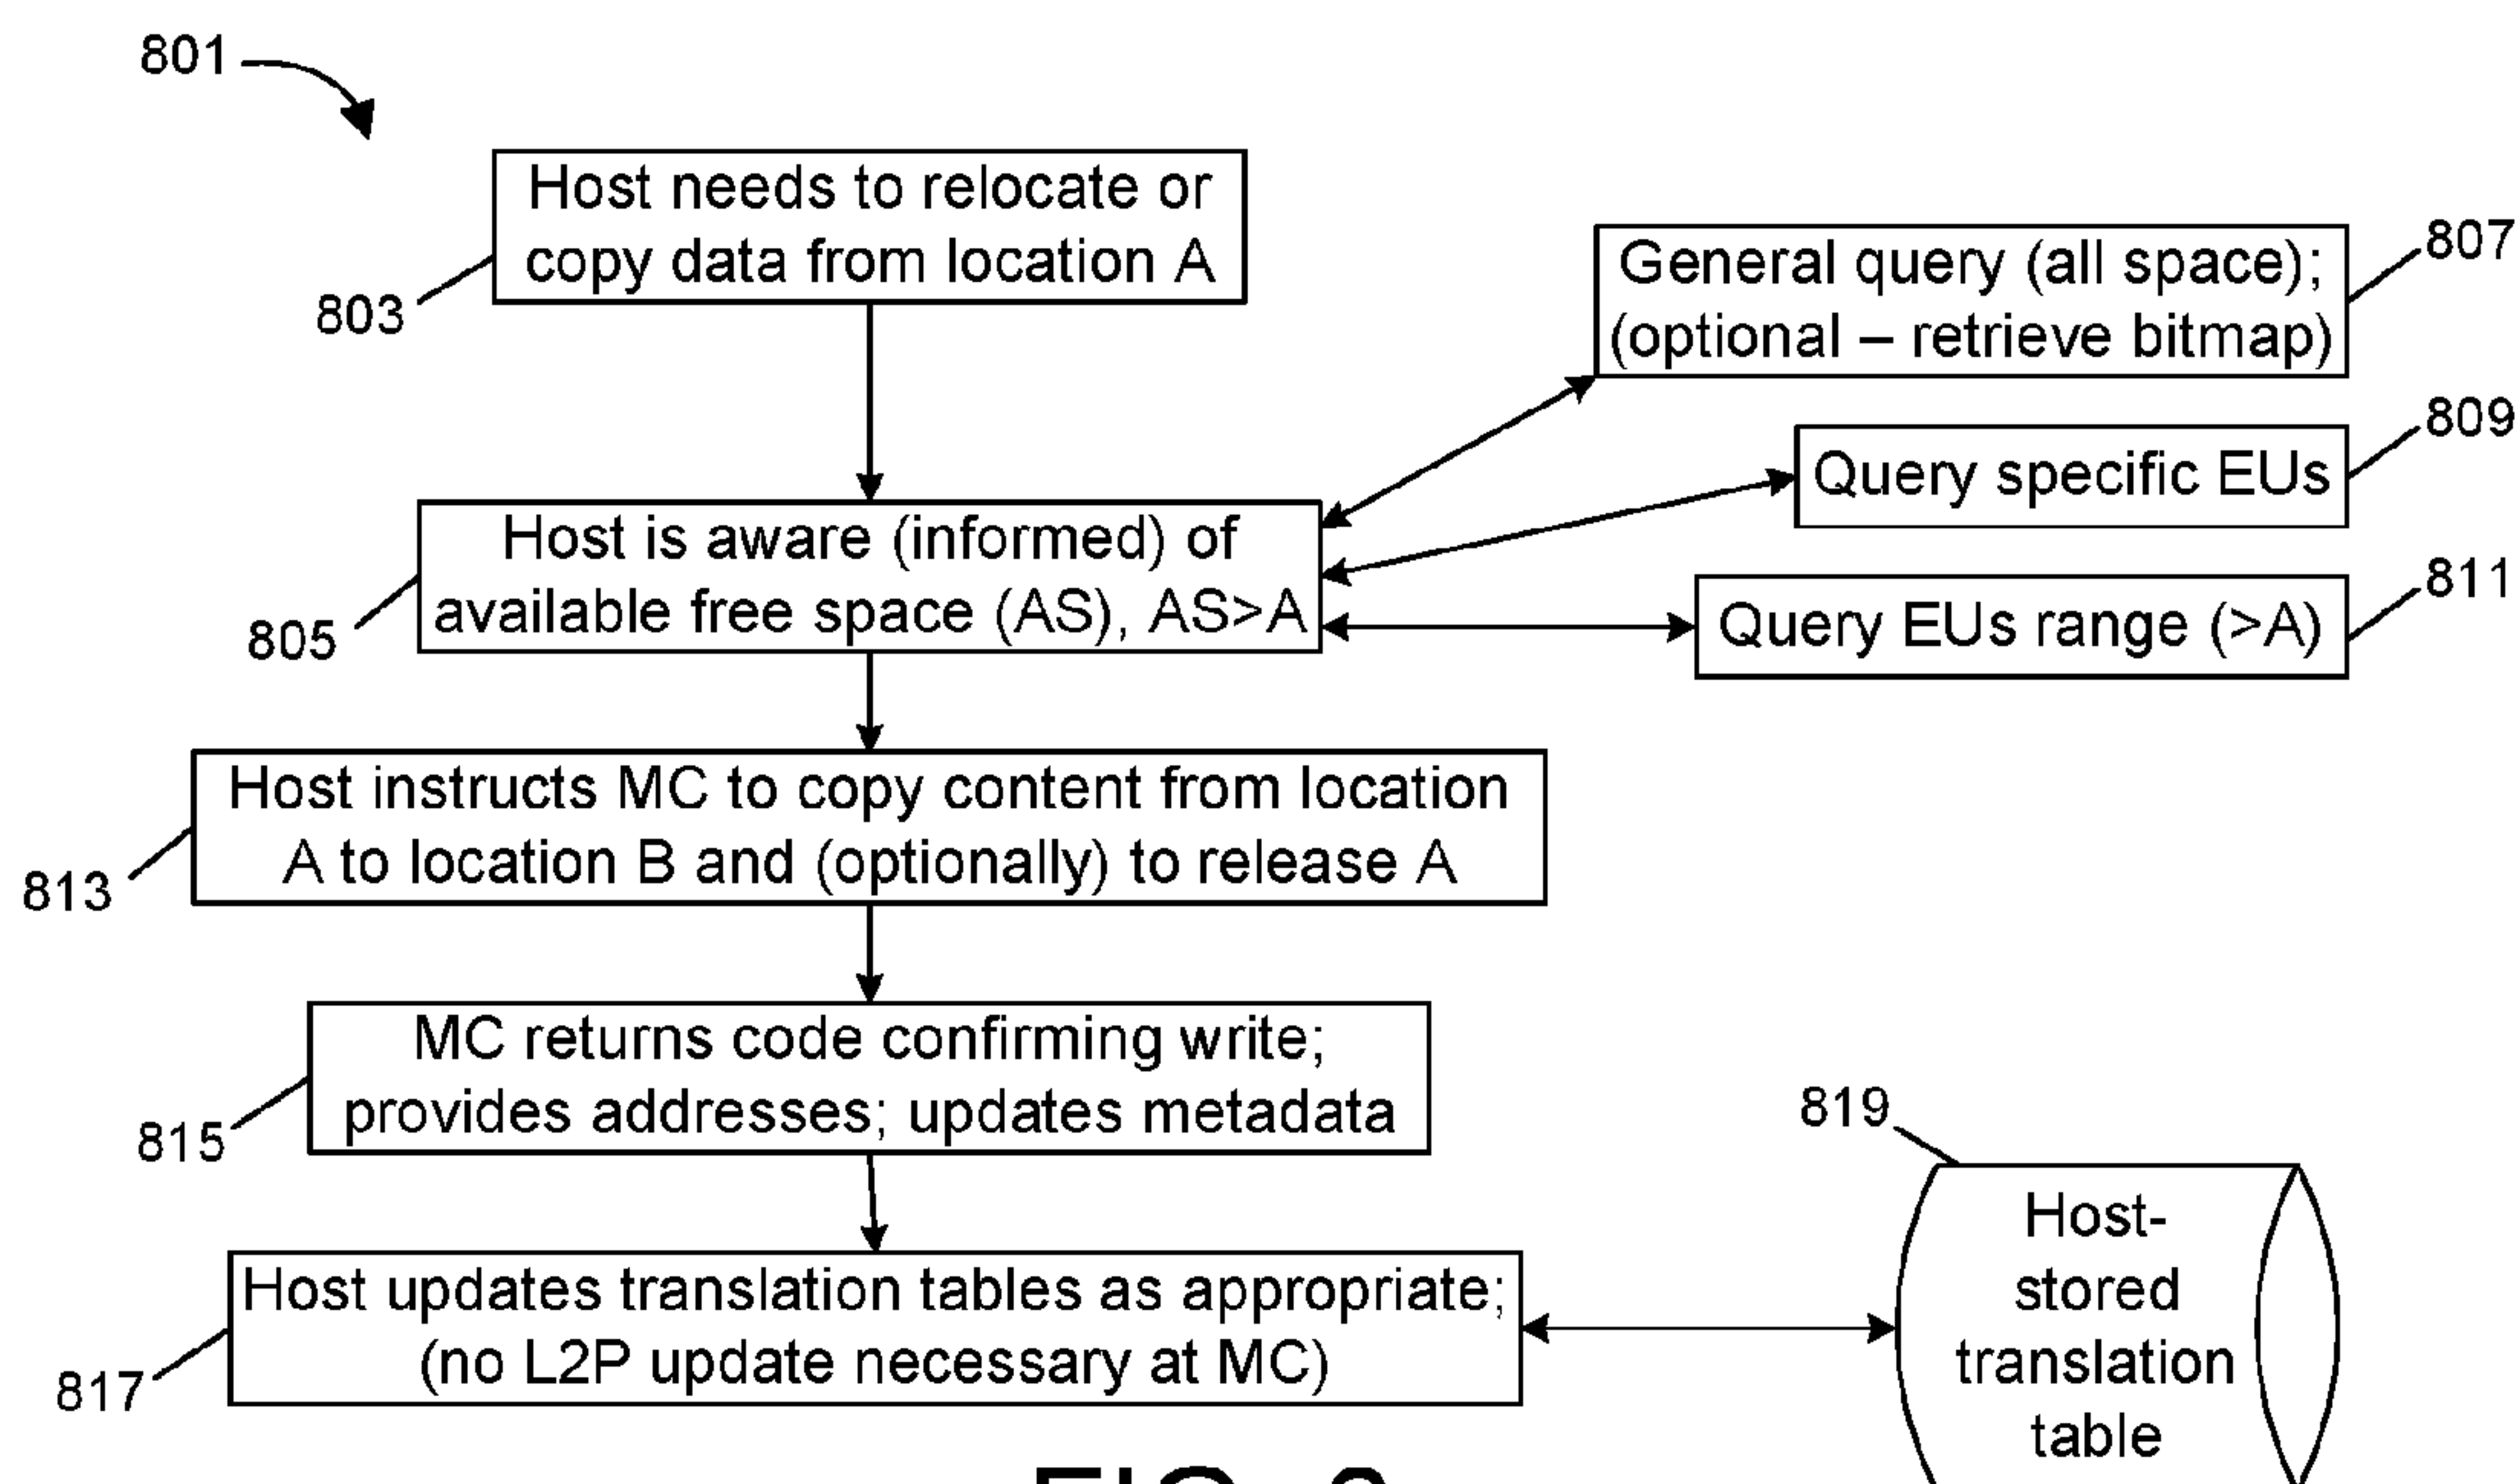 801
Host needs to relocate or
copy data from location A
803
General query (all space);
(optional – retrieve bitmap)
807
Query specific EUs
809
Host is aware (informed) of
available free space (AS), AS>A
805
Query EUs range (>A)
811
Host instructs MC to copy content from location
A to location B and (optionally) to release A
813
MC returns code confirming write;
provides addresses; updates metadata
815
Host updates translation tables as appropriate;
(no L2P update necessary at MC)
817
819
Host-
stored
translation
table